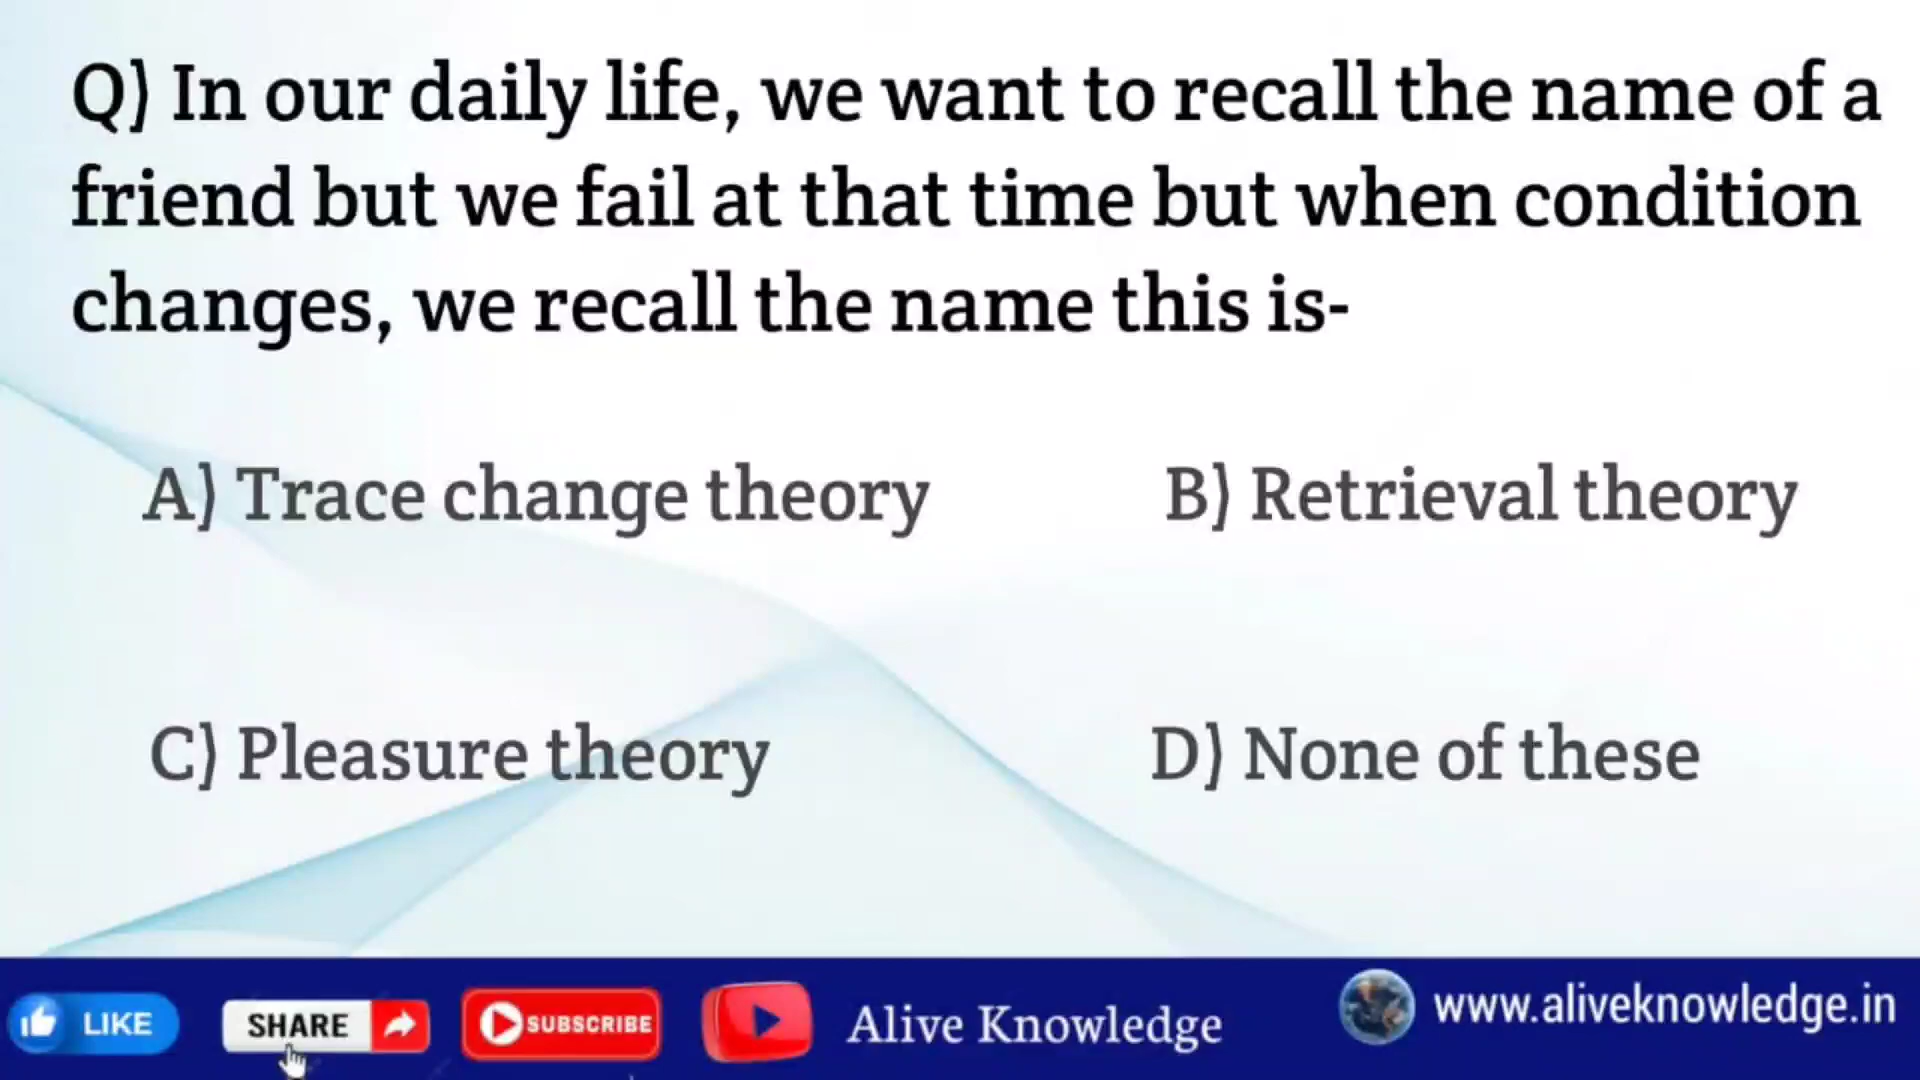 Q) In our daily life, we want to recall the name of a
friend but we fail at that time but when condition
changes, we recall the name this is-
A) Trace change theory
B) Retrieval theory
C) Pleasure theory
D) None of these
LIKE
SHARE
SUBSCRIBE
Alive Knowledge
www.aliveknowledge.in